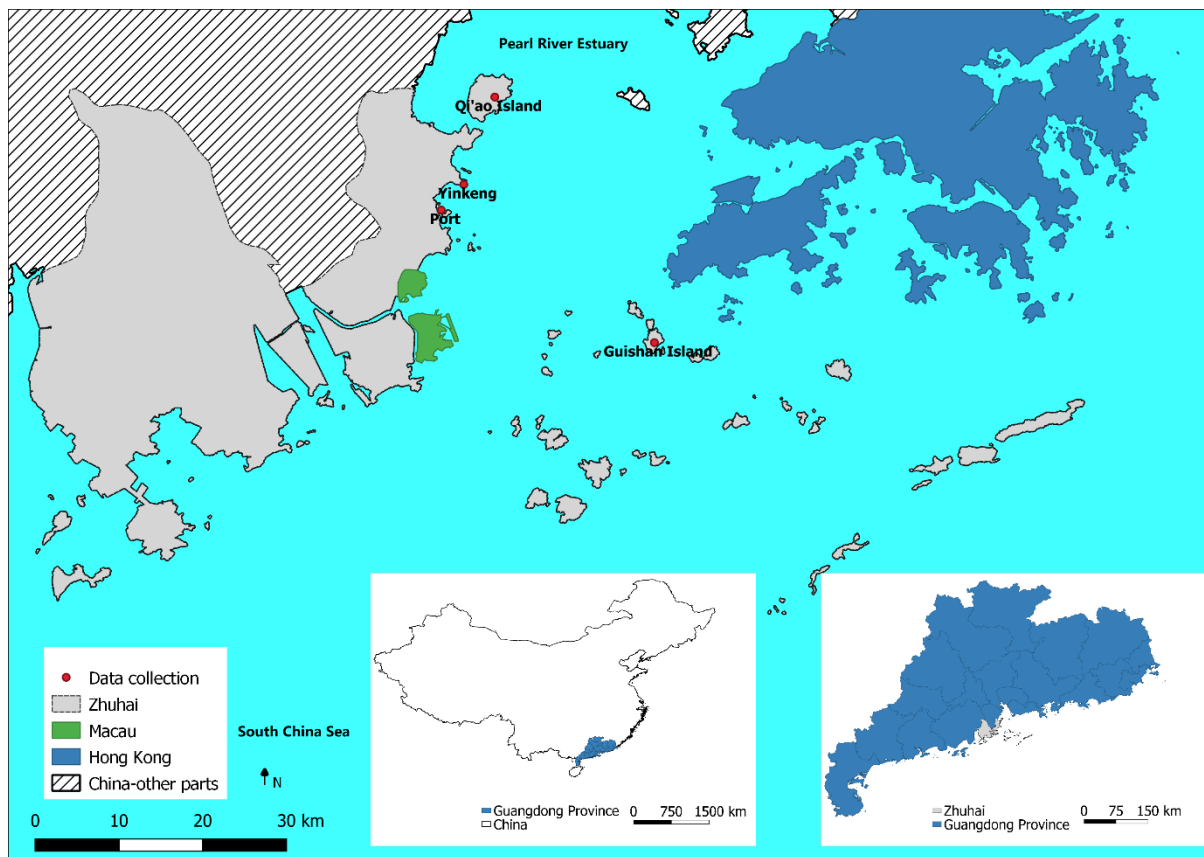 Pearl River Estuary
Qi'ao Island
Yinkeng
Port
Guishan Island
South China Sea
N
Data collection
Zhuhai
Macau
Hong Kong
China-other parts
0 10 20 30 km
Guangdong Province
China
0 750 1500 km
Zhuhai
Guangdong Province
0 75 150 km